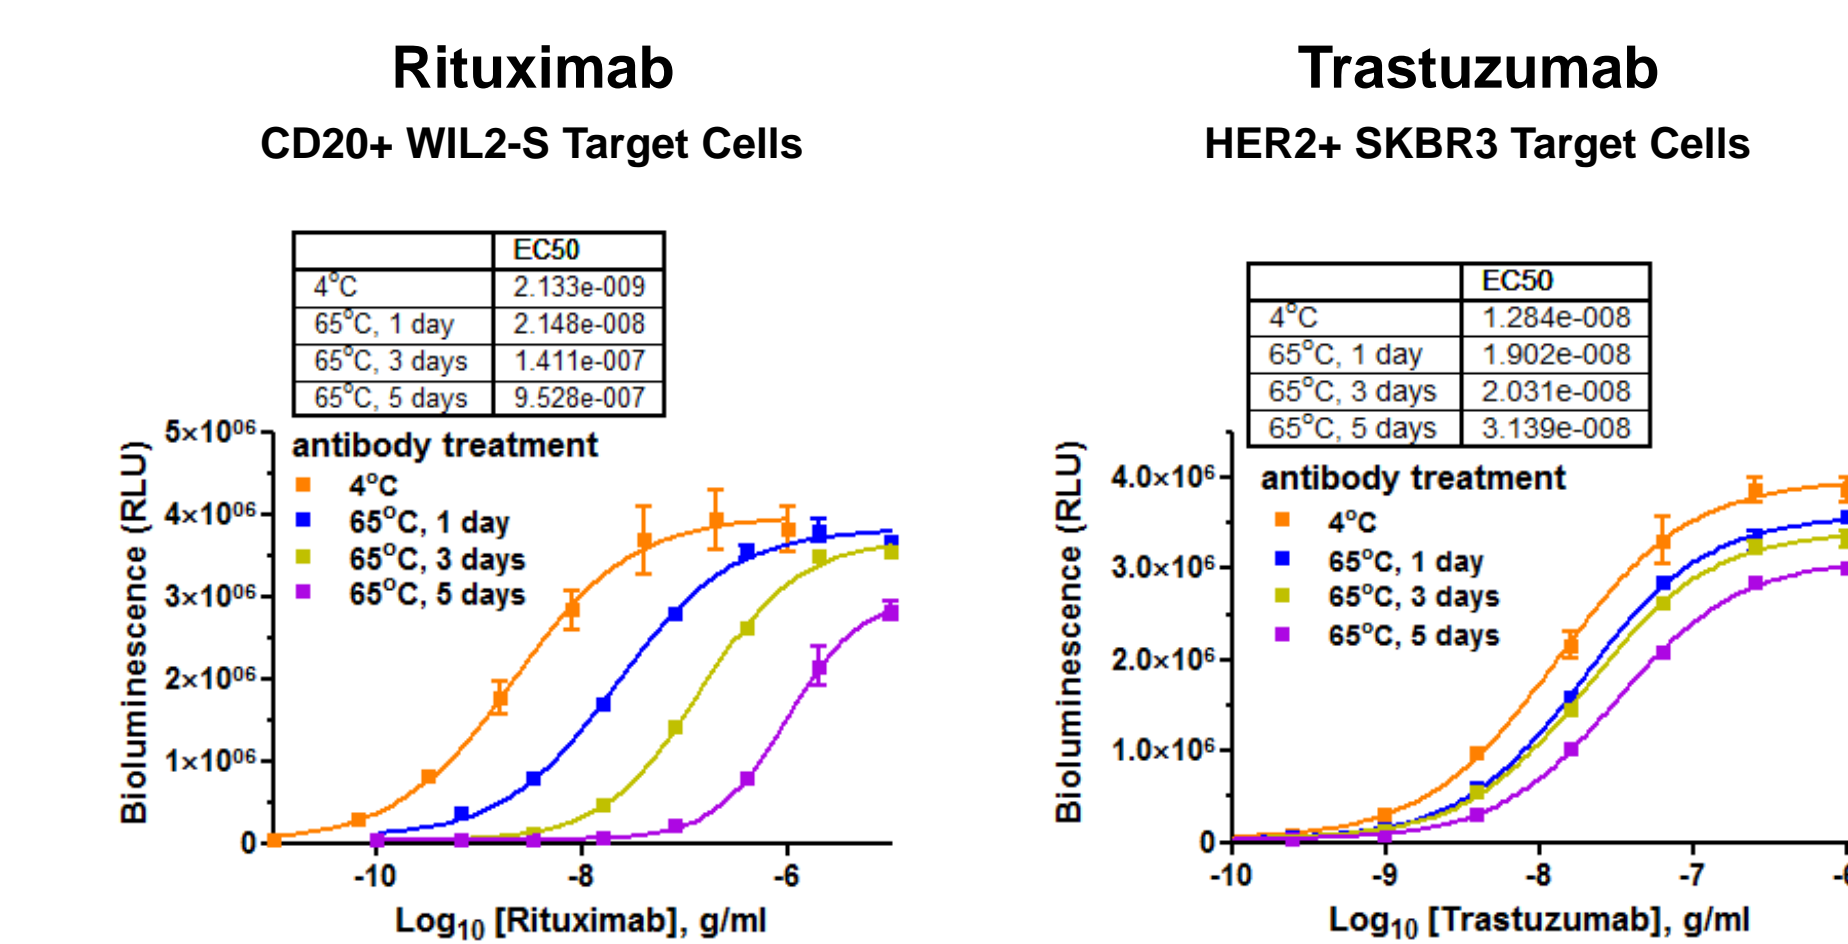 Rituximab
CD20+ WIL2-S Target Cells
EC50
4°C 2.133e-009
65°C, 1 day 2.148e-008
65°C, 3 days 1.411e-007
65°C, 5 days 9.528e-007
antibody treatment
4°C
65°C, 1 day
65°C, 3 days
65°C, 5 days
Bioluminescence (RLU)
5×10⁰⁶
4×10⁰⁶
3×10⁰⁶
2×10⁰⁶
1×10⁰⁶
0
-10 -8 -6
Log₁₀ [Rituximab], g/ml
Trastuzumab
HER2+ SKBR3 Target Cells
EC50
4°C 1.284e-008
65°C, 1 day 1.902e-008
65°C, 3 days 2.031e-008
65°C, 5 days 3.139e-008
antibody treatment
4°C
65°C, 1 day
65°C, 3 days
65°C, 5 days
Bioluminescence (RLU)
4.0×10⁶
3.0×10⁶
2.0×10⁶
1.0×10⁶
0
-10 -9 -8 -7
Log₁₀ [Trastuzumab], g/ml